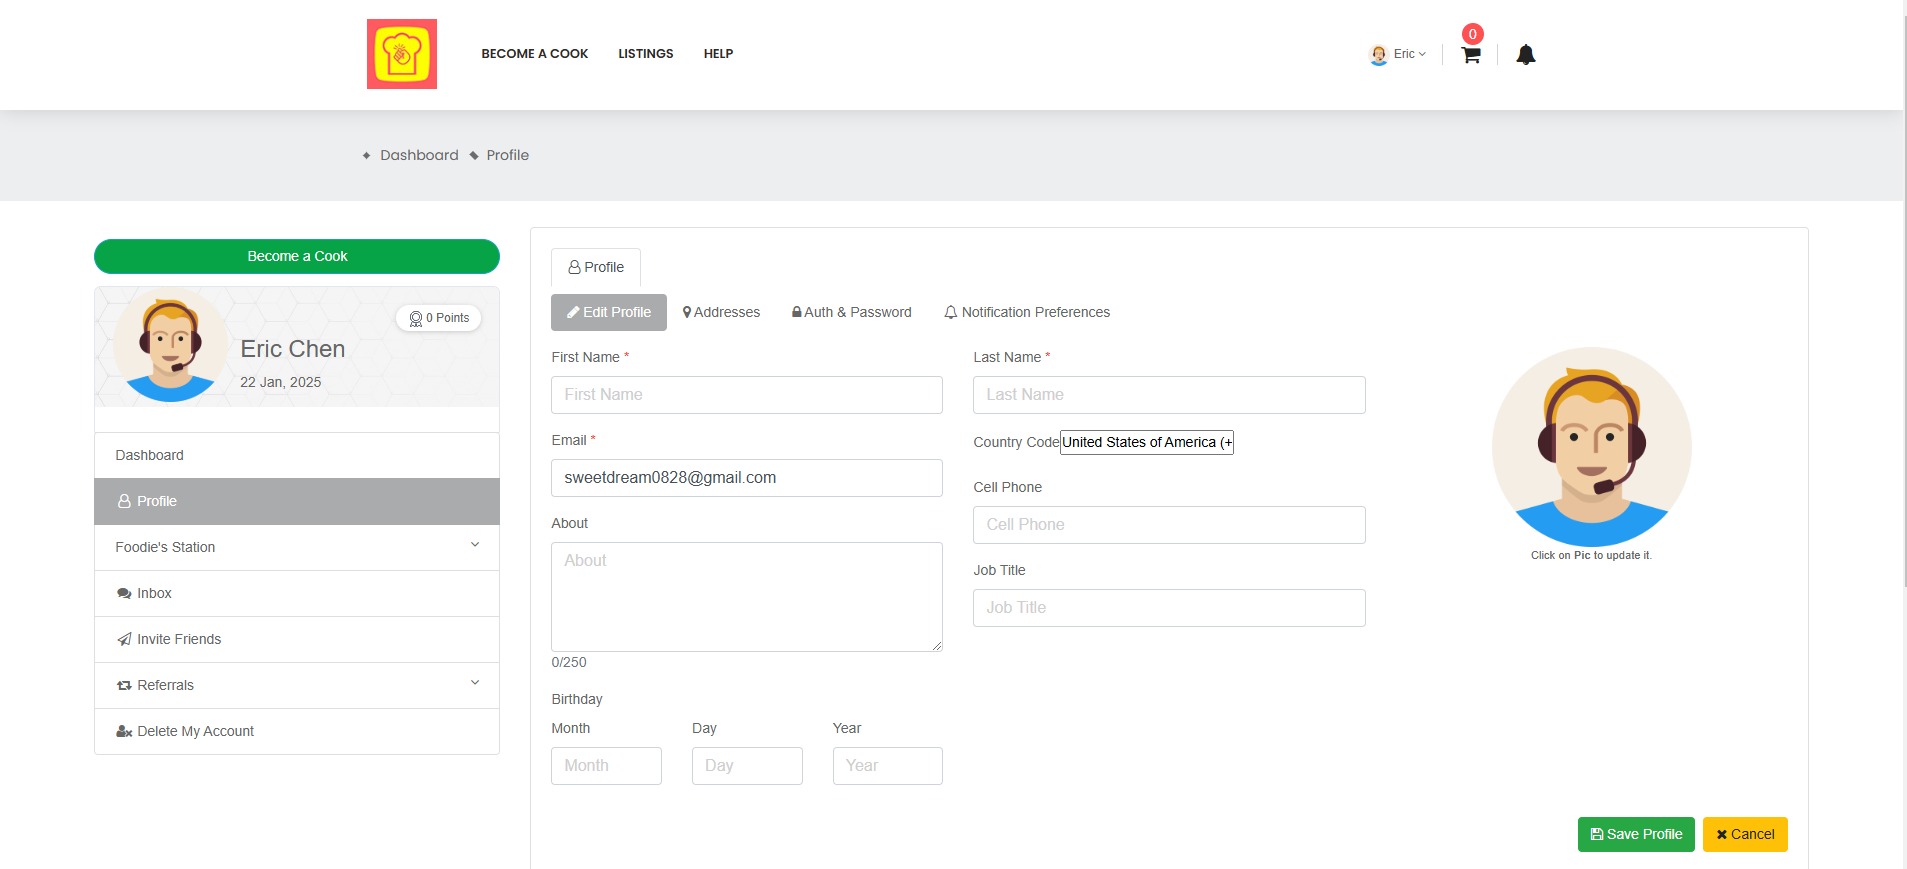 BECOME A COOK LISTINGS HELP Eric 0
Dashboard Profile
Become a Cook
0 Points
Eric Chen
22 Jan, 2025
Dashboard
Profile
Foodie's Station
Inbox
Invite Friends
Referrals
Delete My Account
Profile
Edit Profile Addresses Auth & Password Notification Preferences
First Name * Last Name *
First Name Last Name
Email * Country Code United States of America (+
sweetdream0828@gmail.com
Cell Phone
About Cell Phone
About
Job Title
Job Title
0/250
Click on Pic to update it.
Birthday
Month Day Year
Month Day Year
Save Profile Cancel